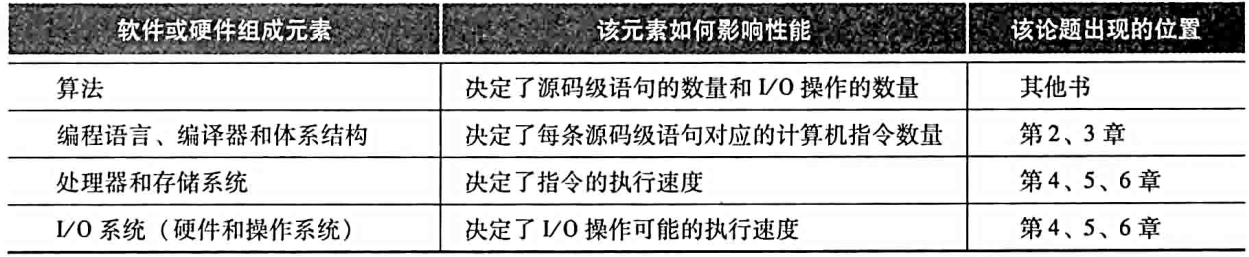 软件或硬件组成元素 该元素如何影响性能 该论题出现的位置
算法 决定了源码级语句的数量和 I/O 操作的数量 其他书
编程语言、编译器和体系结构 决定了每条源码级语句对应的计算机指令数量 第 2、3 章
处理器和存储系统 决定了指令的执行速度 第 4、5、6 章
I/O 系统（硬件和操作系统） 决定了 I/O 操作可能的执行速度 第 4、5、6 章